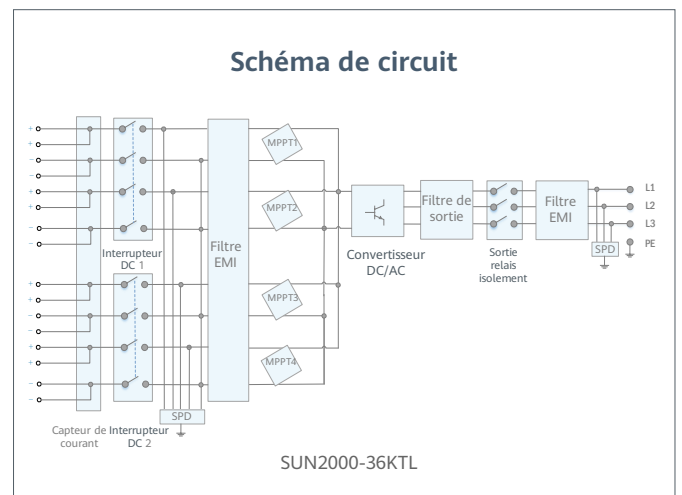 Schéma de circuit
+
+
−
−
+
+
−
−
+
+
−
−
+
+
−
−
Interrupteur
DC 1
Filtre
EMI
MPPT1
MPPT2
MPPT3
MPPT4
Convertisseur
DC/AC
Filtre de
sortie
Sortie
relais
isolement
Filtre
EMI
L1
L2
L3
PE
SPD
SPD
Capteur de
courant
Interrupteur
DC 2
SUN2000-36KTL